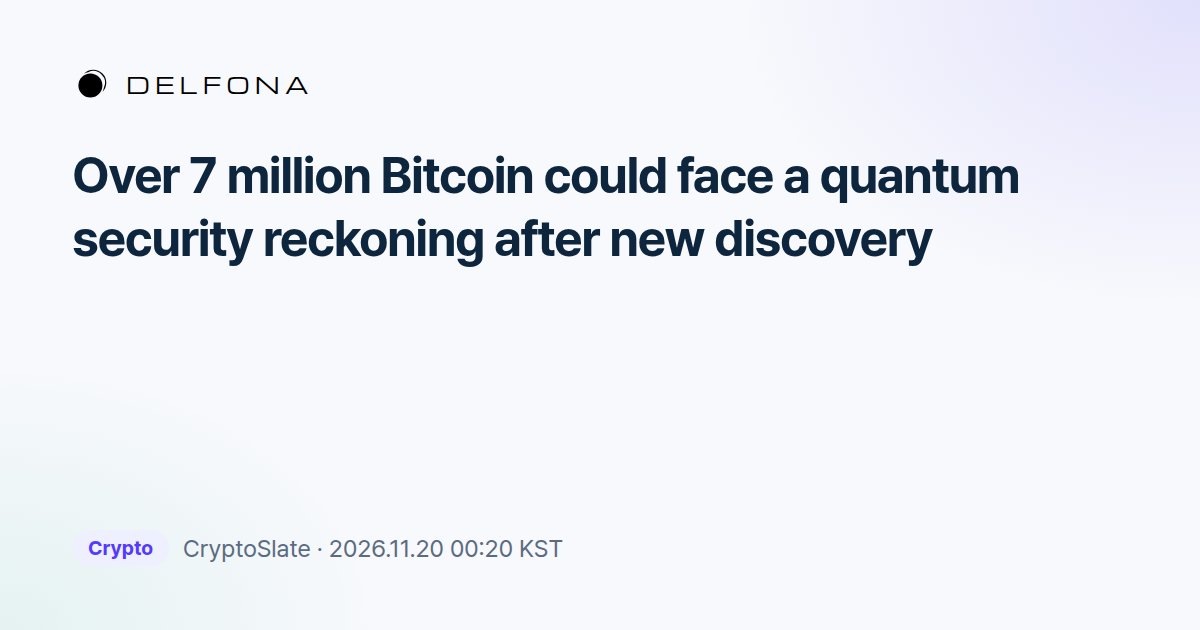 DELFONA
Over 7 million Bitcoin could face a quantum
security reckoning after new discovery
Crypto CryptoSlate · 2026.11.20 00:20 KST